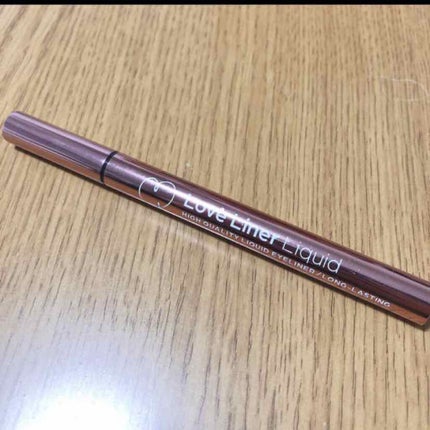 Love Liner Liquid
HIGH QUALITY LIQUID EYELINER / LONG-LASTING